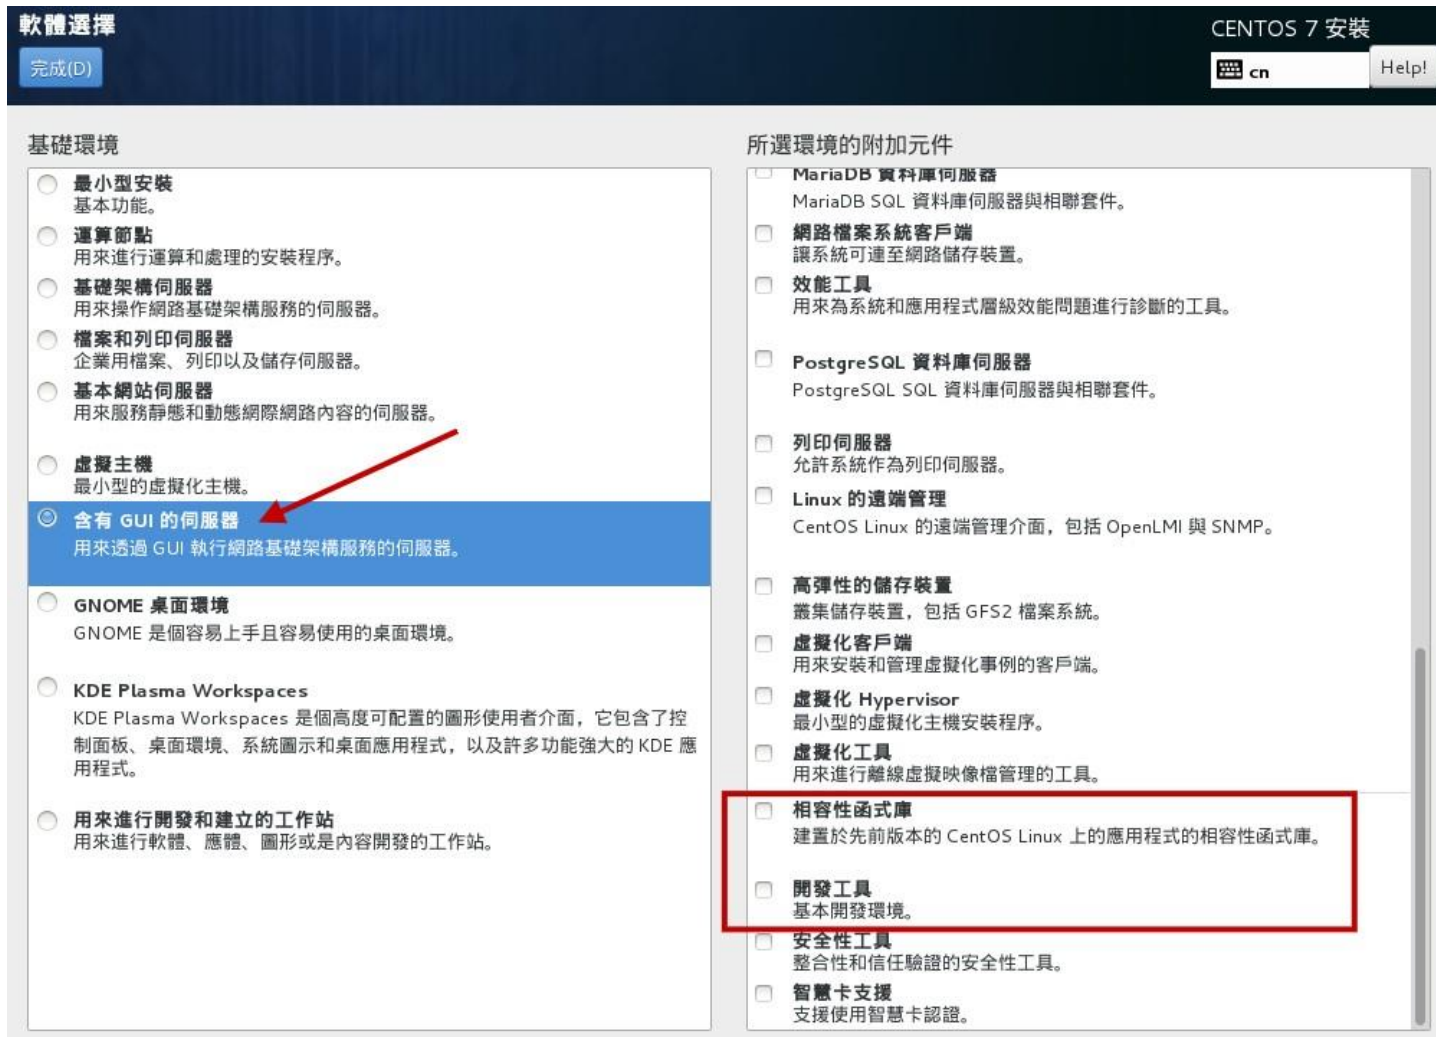 軟體選擇
CENTOS 7 安裝
完成(D)
cn
Help!
基礎環境
最小型安裝
基本功能。
運算節點
用來進行運算和處理的安裝程序。
基礎架構伺服器
用來操作網路基礎架構服務的伺服器。
檔案和列印伺服器
企業用檔案、列印以及儲存伺服器。
基本網站伺服器
用來服務靜態和動態網際網路內容的伺服器。
虛擬主機
最小型的虛擬化主機。
含有 GUI 的伺服器
用來透過 GUI 執行網路基礎架構服務的伺服器。
GNOME 桌面環境
GNOME 是個容易上手且容易使用的桌面環境。
KDE Plasma Workspaces
KDE Plasma Workspaces 是個高度可配置的圖形使用者介面，它包含了控
制面板、桌面環境、系統圖示和桌面應用程式，以及許多功能強大的 KDE 應
用程式。
用來進行開發和建立的工作站
用來進行軟體、應體、圖形或是內容開發的工作站。
所選環境的附加元件
MariaDB 資料庫伺服器
MariaDB SQL 資料庫伺服器與相聯套件。
網路檔案系統客戶端
讓系統可連至網路儲存裝置。
效能工具
用來為系統和應用程式層級效能問題進行診斷的工具。
PostgreSQL 資料庫伺服器
PostgreSQL SQL 資料庫伺服器與相聯套件。
列印伺服器
允許系統作為列印伺服器。
Linux 的遠端管理
CentOS Linux 的遠端管理介面，包括 OpenLMI 與 SNMP。
高彈性的儲存裝置
叢集儲存裝置，包括 GFS2 檔案系統。
虛擬化客戶端
用來安裝和管理虛擬化事例的客戶端。
虛擬化 Hypervisor
最小型的虛擬化主機安裝程序。
虛擬化工具
用來進行離線虛擬映像檔管理的工具。
相容性函式庫
建置於先前版本的 CentOS Linux 上的應用程式的相容性函式庫。
開發工具
基本開發環境。
安全性工具
整合性和信任驗證的安全性工具。
智慧卡支援
支援使用智慧卡認證。